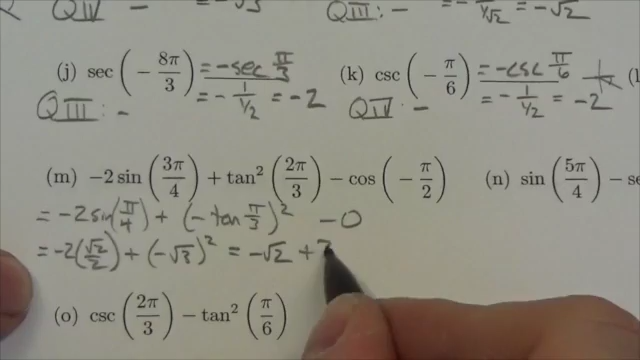 QIV -
-√3
QIII: -
= - 1/(1/√2) = -√2
(j) sec(-8π/3) = -sec π/3
= - 1/(1/2) = -2
QIII: -
(k) csc(-π/6) = -csc π/6
= - 1/(1/2) = -2
QIV: -
(l
(m) -2 sin(3π/4) + tan²(2π/3) - cos(-π/2)
= -2 sin(π/4) + (-tan π/3)² - 0
= -2(√2/2) + (-√3)² = -√2 +
(n) sin(5π/4) - se
(o) csc(2π/3) - tan²(π/6)